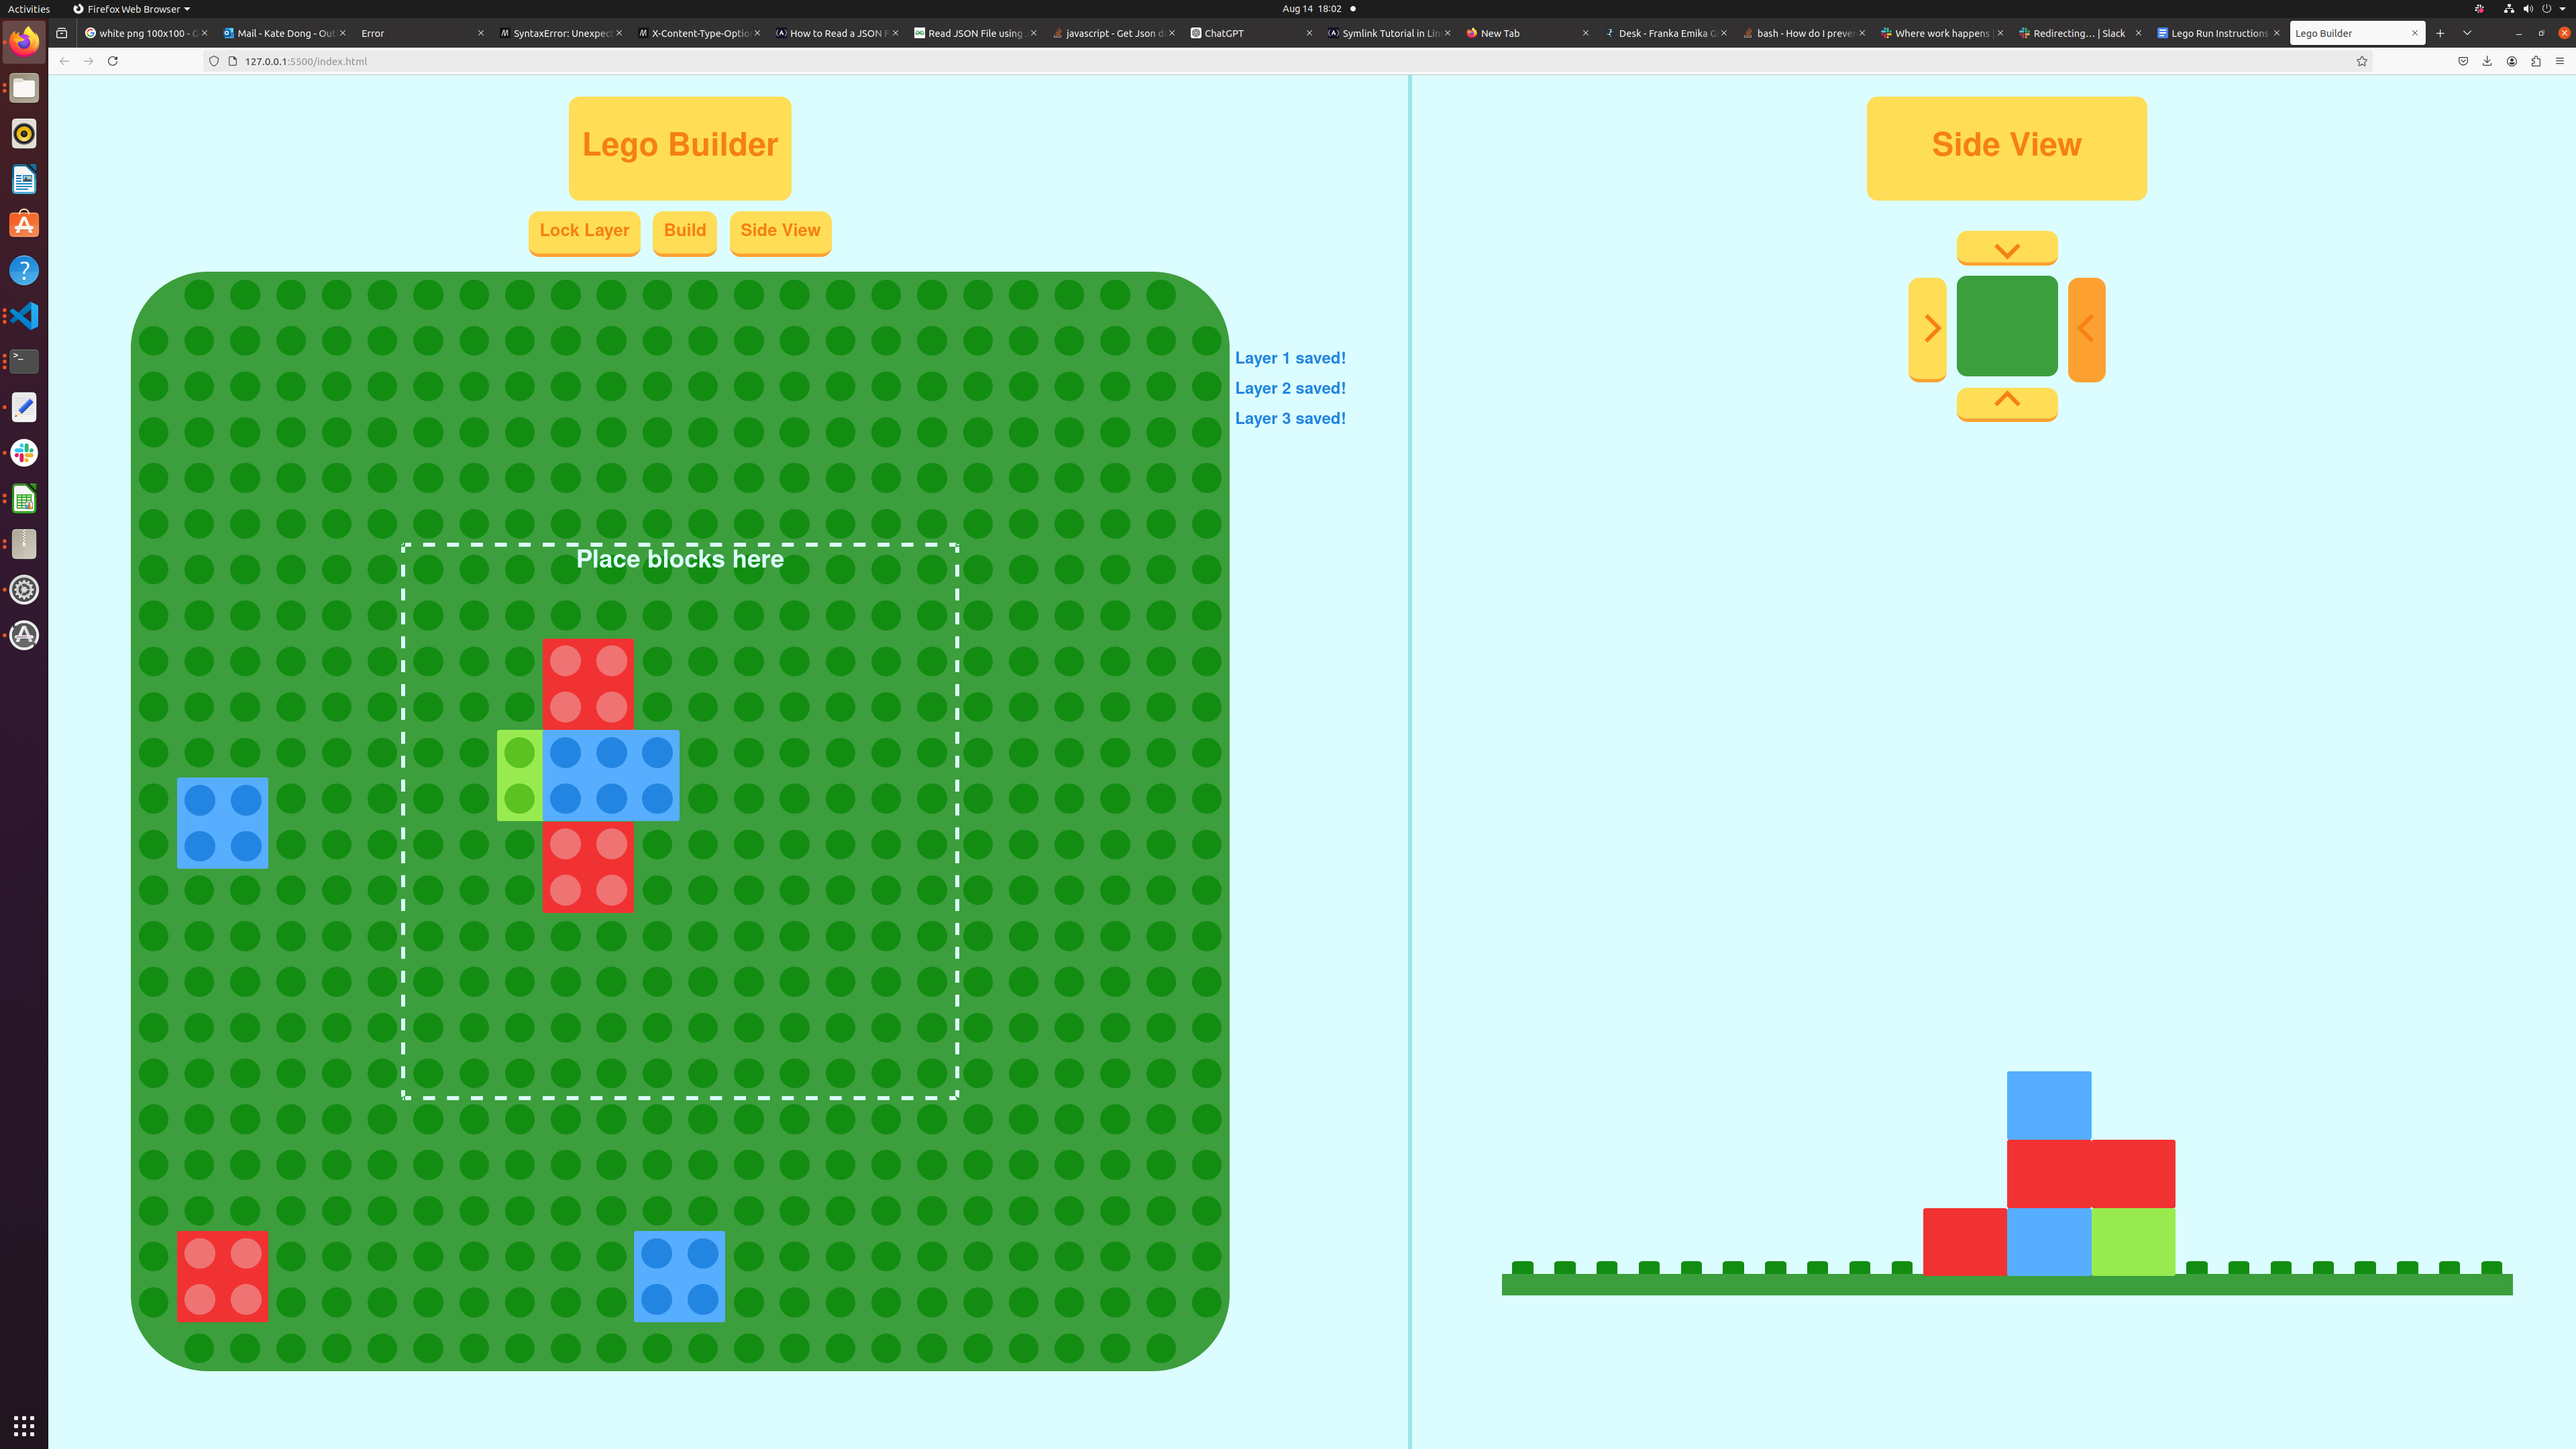 Activities
Firefox Web Browser
Aug 14 18:02
white png 100x100 - G
Mail - Kate Dong - Out
Error
SyntaxError: Unexpect
X-Content-Type-Optio
How to Read a JSON F
Read JSON File using J
javascript - Get Json d
ChatGPT
Symlink Tutorial in Lin
New Tab
Desk - Franka Emika G
bash - How do I preve
Where work happens
Redirecting... | Slack
Lego Run Instructions
Lego Builder
127.0.0.1:5500/index.html
Lego Builder
Lock Layer
Build
Side View
Layer 1 saved!
Layer 2 saved!
Layer 3 saved!
Place blocks here
Side View